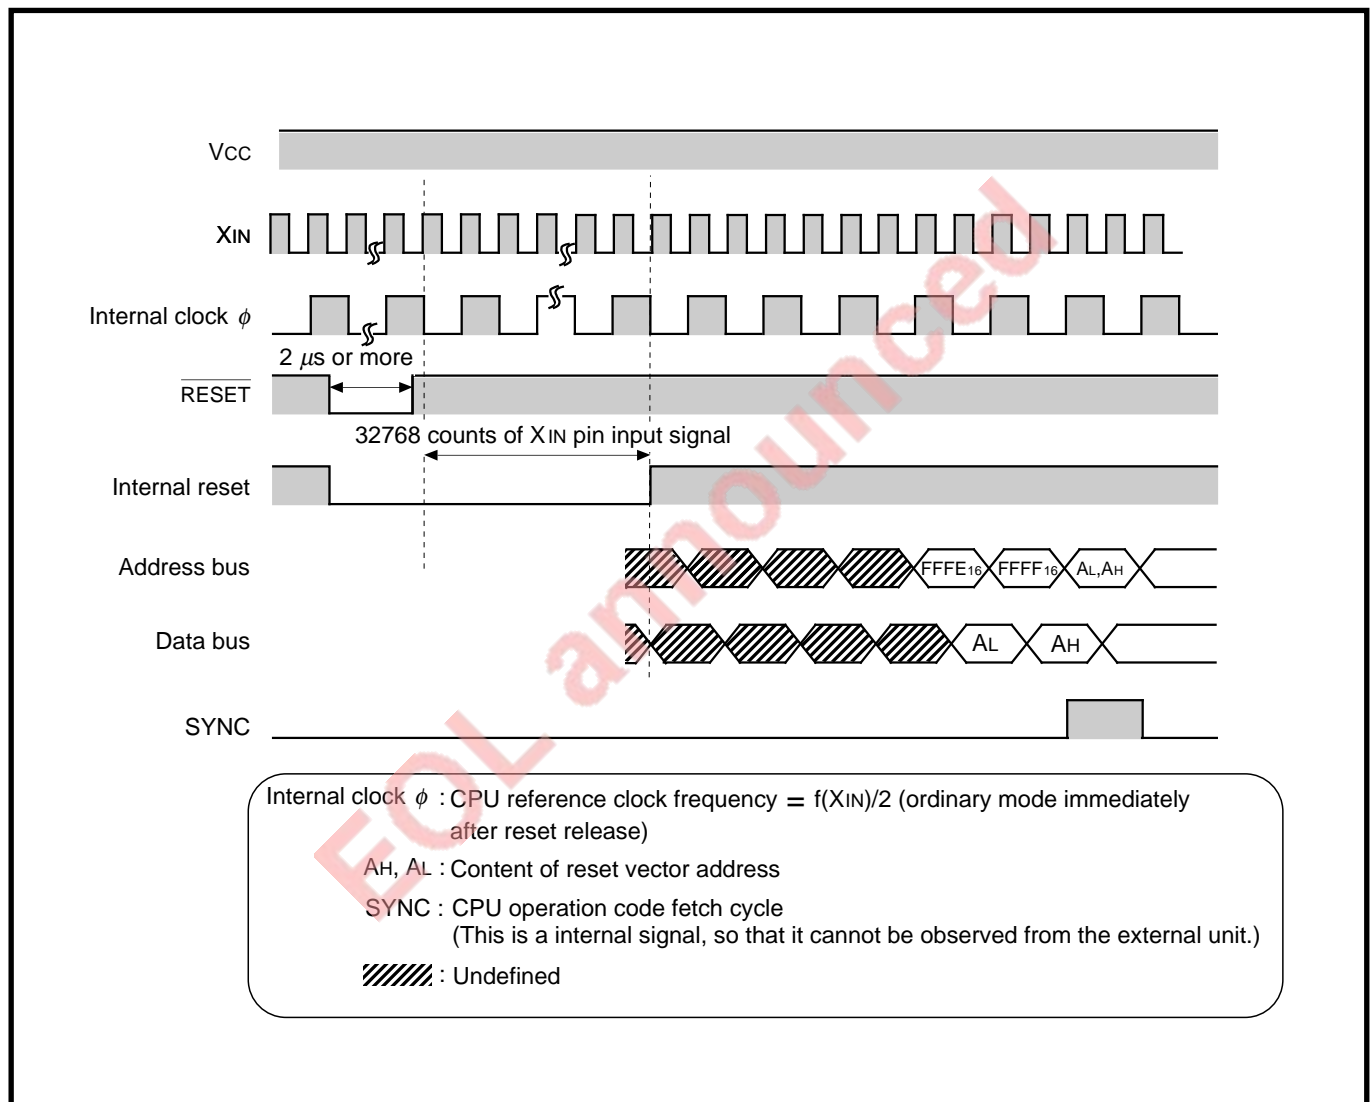 Vcc
XIN
Internal clock ϕ
2 μs or more
RESET
32768 counts of XIN pin input signal
Internal reset
Address bus
FFFE16 FFFF16 AL,AH
Data bus
AL AH
SYNC
Internal clock ϕ : CPU reference clock frequency = f(XIN)/2 (ordinary mode immediately
after reset release)
AH, AL : Content of reset vector address
SYNC : CPU operation code fetch cycle
(This is a internal signal, so that it cannot be observed from the external unit.)
: Undefined
EOL announced